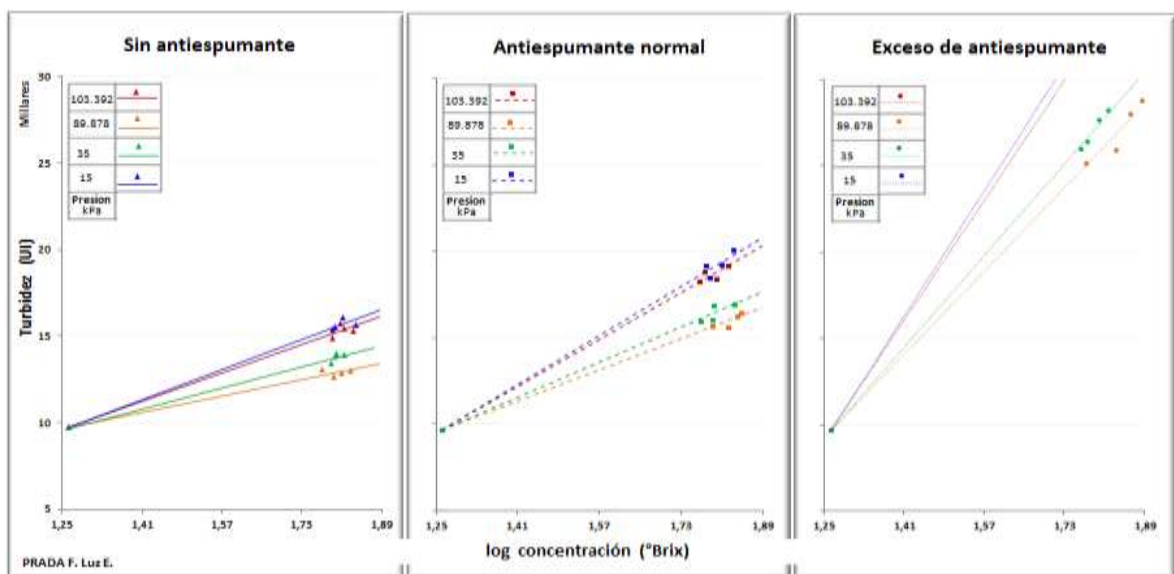 Sin antiespumante
Antiespumante normal
Exceso de antiespumante
Turbidez (UI)
Millares
30
25
20
15
10
5
103.392
89.878
35
15
Presion
kPa
103.392
89.878
35
15
Presion
kPa
103.392
89.878
35
15
Presion
kPa
1,25 1,41 1,57 1,73 1,89
1,25 1,41 1,57 1,73 1,89
1,25 1,41 1,57 1,73 1,89
log concentración (°Brix)
PRADA F. Luz E.